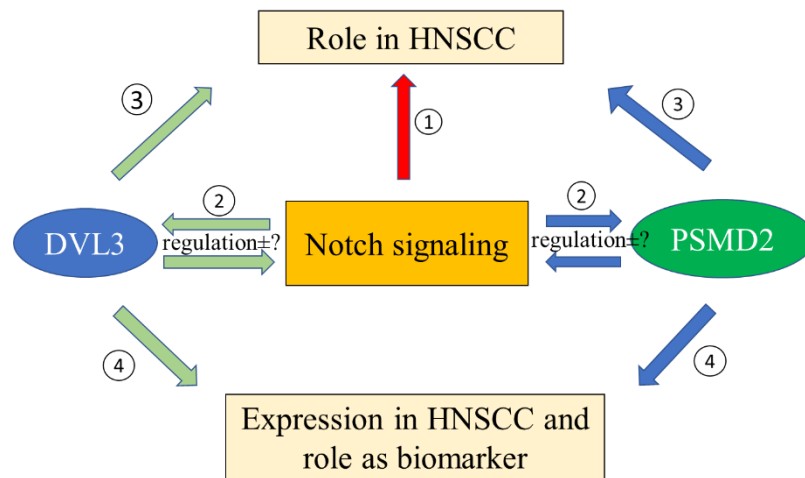 Role in HNSCC
③
①
③
②
②
DVL3
regulation±?
Notch signaling
regulation±?
PSMD2
④
④
Expression in HNSCC and
role as biomarker